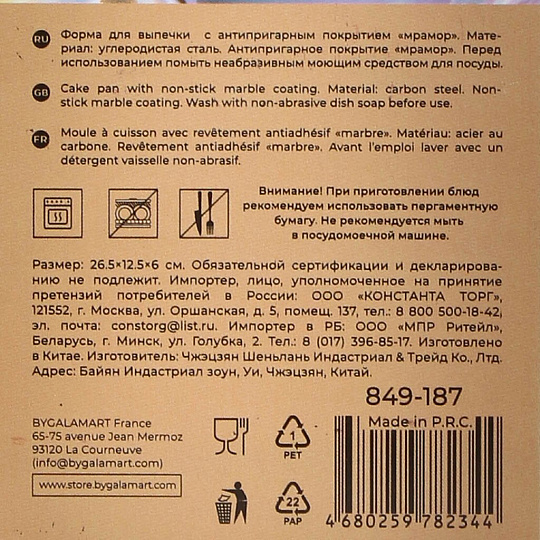 RU
Форма для выпечки с антипригарным покрытием «мрамор». Мате-
риал: углеродистая сталь. Антипригарное покрытие «мрамор». Перед
использованием помыть неабразивным моющим средством для посуды.
GB
Cake pan with non-stick marble coating. Material: carbon steel. Non-
stick marble coating. Wash with non-abrasive dish soap before use.
FR
Moule à cuisson avec revêtement antiadhésif «marbre». Matériau: acier au
carbone. Revêtement antiadhésif «marbre». Avant l'emploi laver avec un
détergent vaisselle non-abrasif.
Внимание! При приготовлении блюд
рекомендуем использовать пергаментную
бумагу. Не рекомендуется мыть
в посудомоечной машине.
Размер: 26.5×12.5×6 см. Обязательной сертификации и декларирова-
нию не подлежит. Импортер, лицо, уполномоченное на принятие
претензий потребителей в России: ООО «КОНСТАНТА ТОРГ»,
121552, г. Москва, ул. Оршанская, д. 5, помещ. 137, тел.: 8 800 500-18-42,
эл. почта: constorg@list.ru. Импортер в РБ: ООО «МПР Ритейл»,
Беларусь, г. Минск, ул. Голубка, 2. Тел.: 8 (017) 396-85-17. Изготовлено
в Китае. Изготовитель: Чжэцзян Шеньлань Индастриал & Трейд Ко., Лтд.
Адрес: Байян Индастриал зоун, Уи, Чжэцзян, Китай.
849-187
Made in P.R.C.
BYGALAMART France
65-75 avenue Jean Mermoz
93120 La Courneuve
(info@bygalamart.com)
www.store.bygalamart.com
1
PET
22
PAP
4 680259 782344